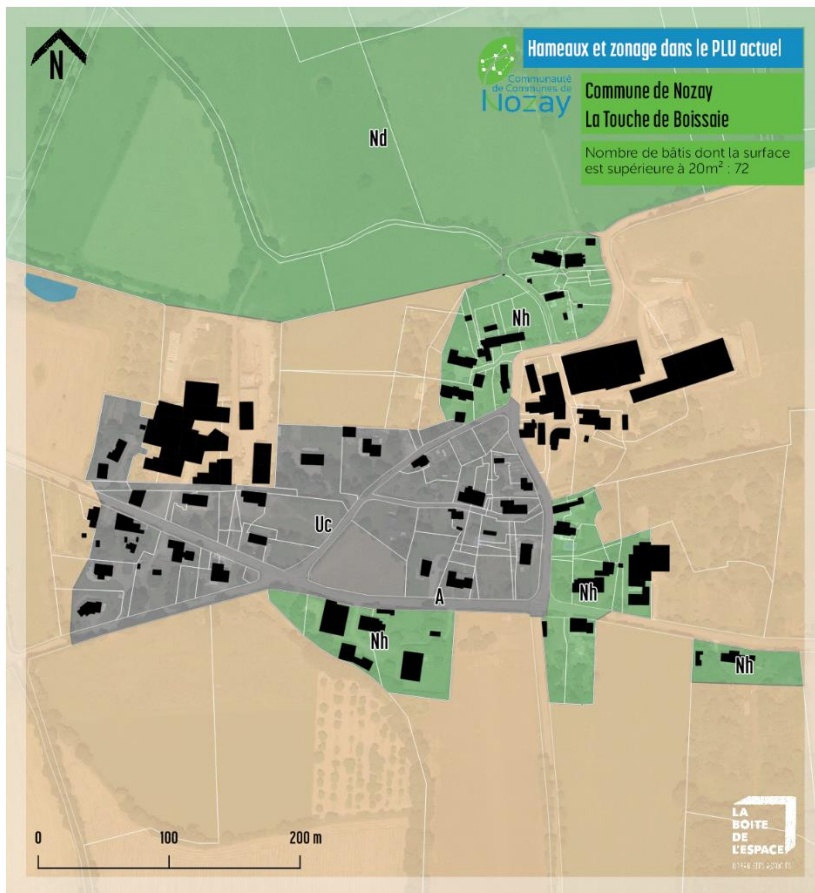 N
Hameaux et zonage dans le PLU actuel
Communauté
de Communes de
Nozay
Commune de Nozay
La Touche de Boissaie
Nombre de bâtis dont la surface
est supérieure à 20m² : 72
Nd
Nh
Uc
A
Nh
Nh
Nh
0 100 200 m
LA
BOITE
DE
L'ESPACE